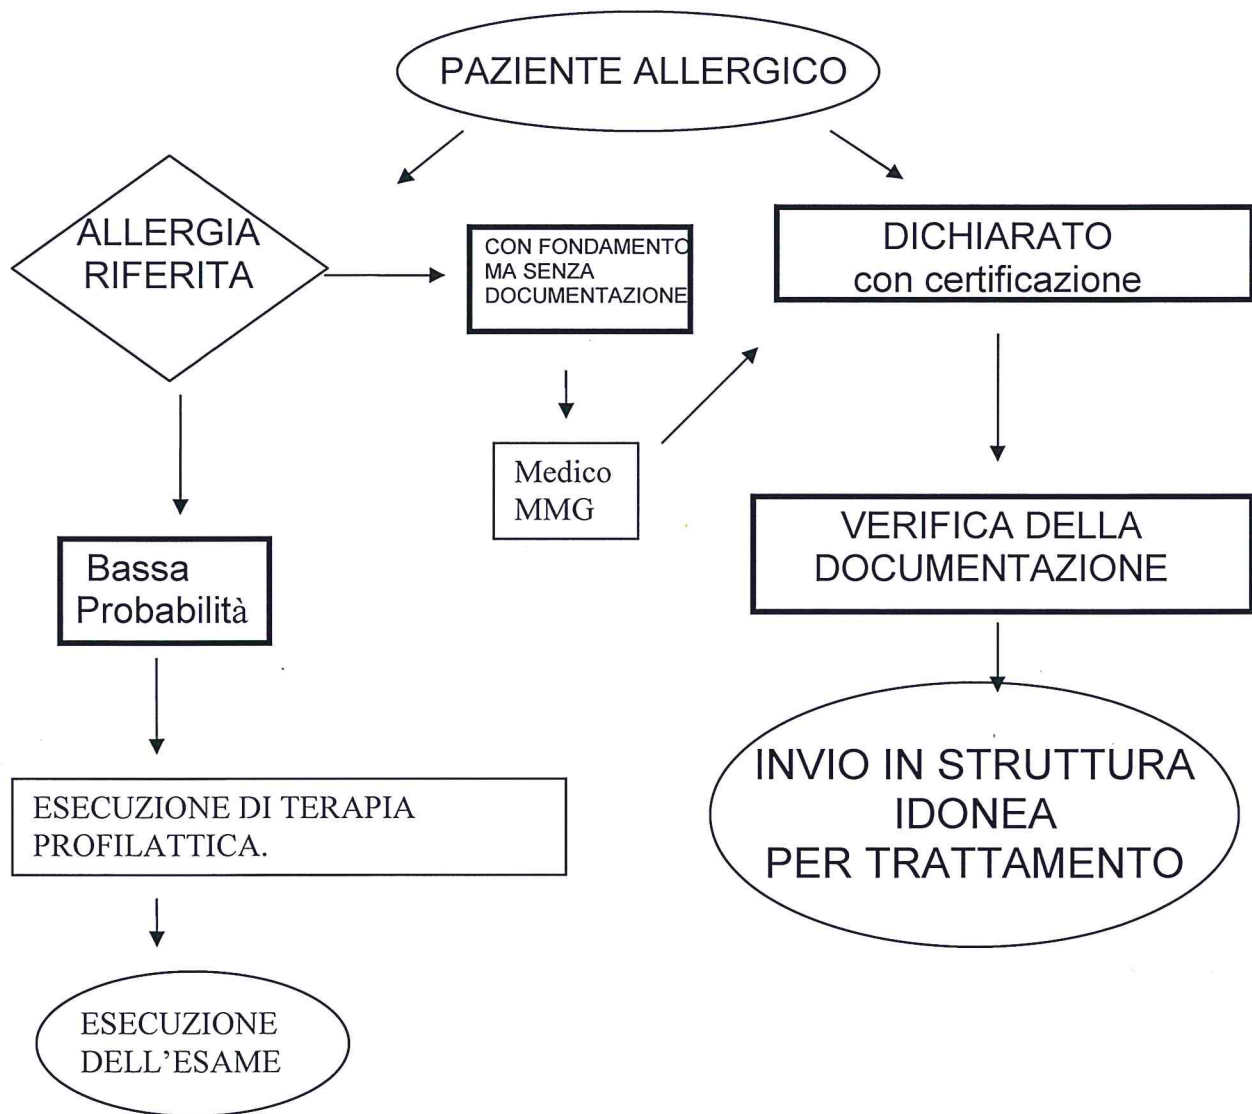 PAZIENTE ALLERGICO
ALLERGIA
RIFERITA
CON FONDAMENTO
MA SENZA
DOCUMENTAZIONE
DICHIARATO
con certificazione
Medico
MMG
Bassa
Probabilità
VERIFICA DELLA
DOCUMENTAZIONE
ESECUZIONE DI TERAPIA
PROFILATTICA.
INVIO IN STRUTTURA
IDONEA
PER TRATTAMENTO
ESECUZIONE
DELL'ESAME